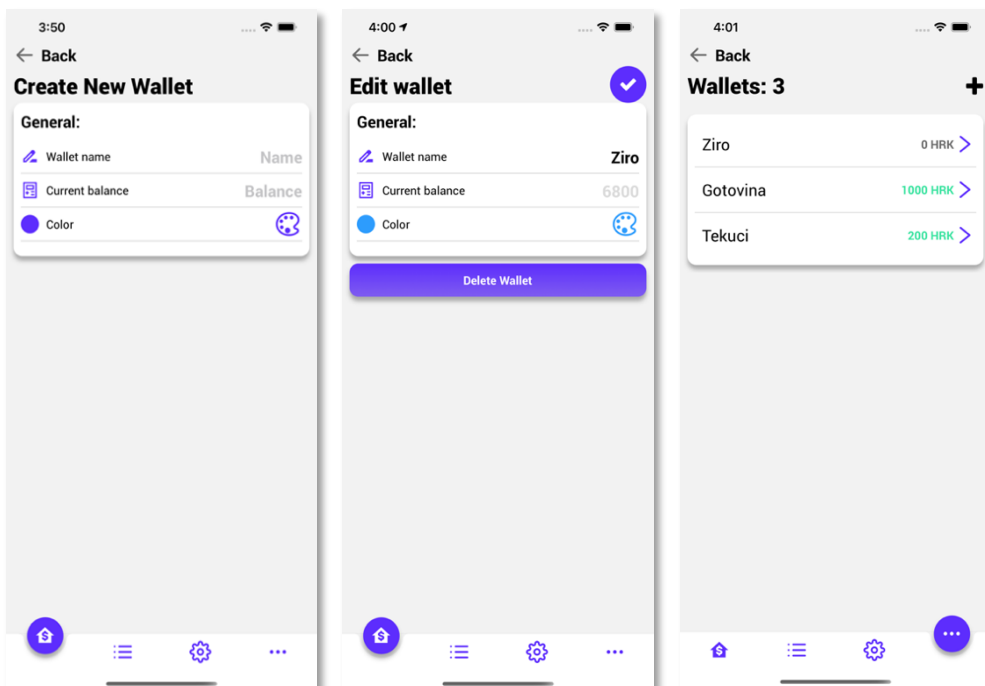 3:50
Back
Create New Wallet
General:
Wallet name Name
Current balance Balance
Color
4:00
Back
Edit wallet
General:
Wallet name Ziro
Current balance 6800
Color
Delete Wallet
4:01
Back
Wallets: 3
Ziro 0 HRK
Gotovina 1000 HRK
Tekuci 200 HRK